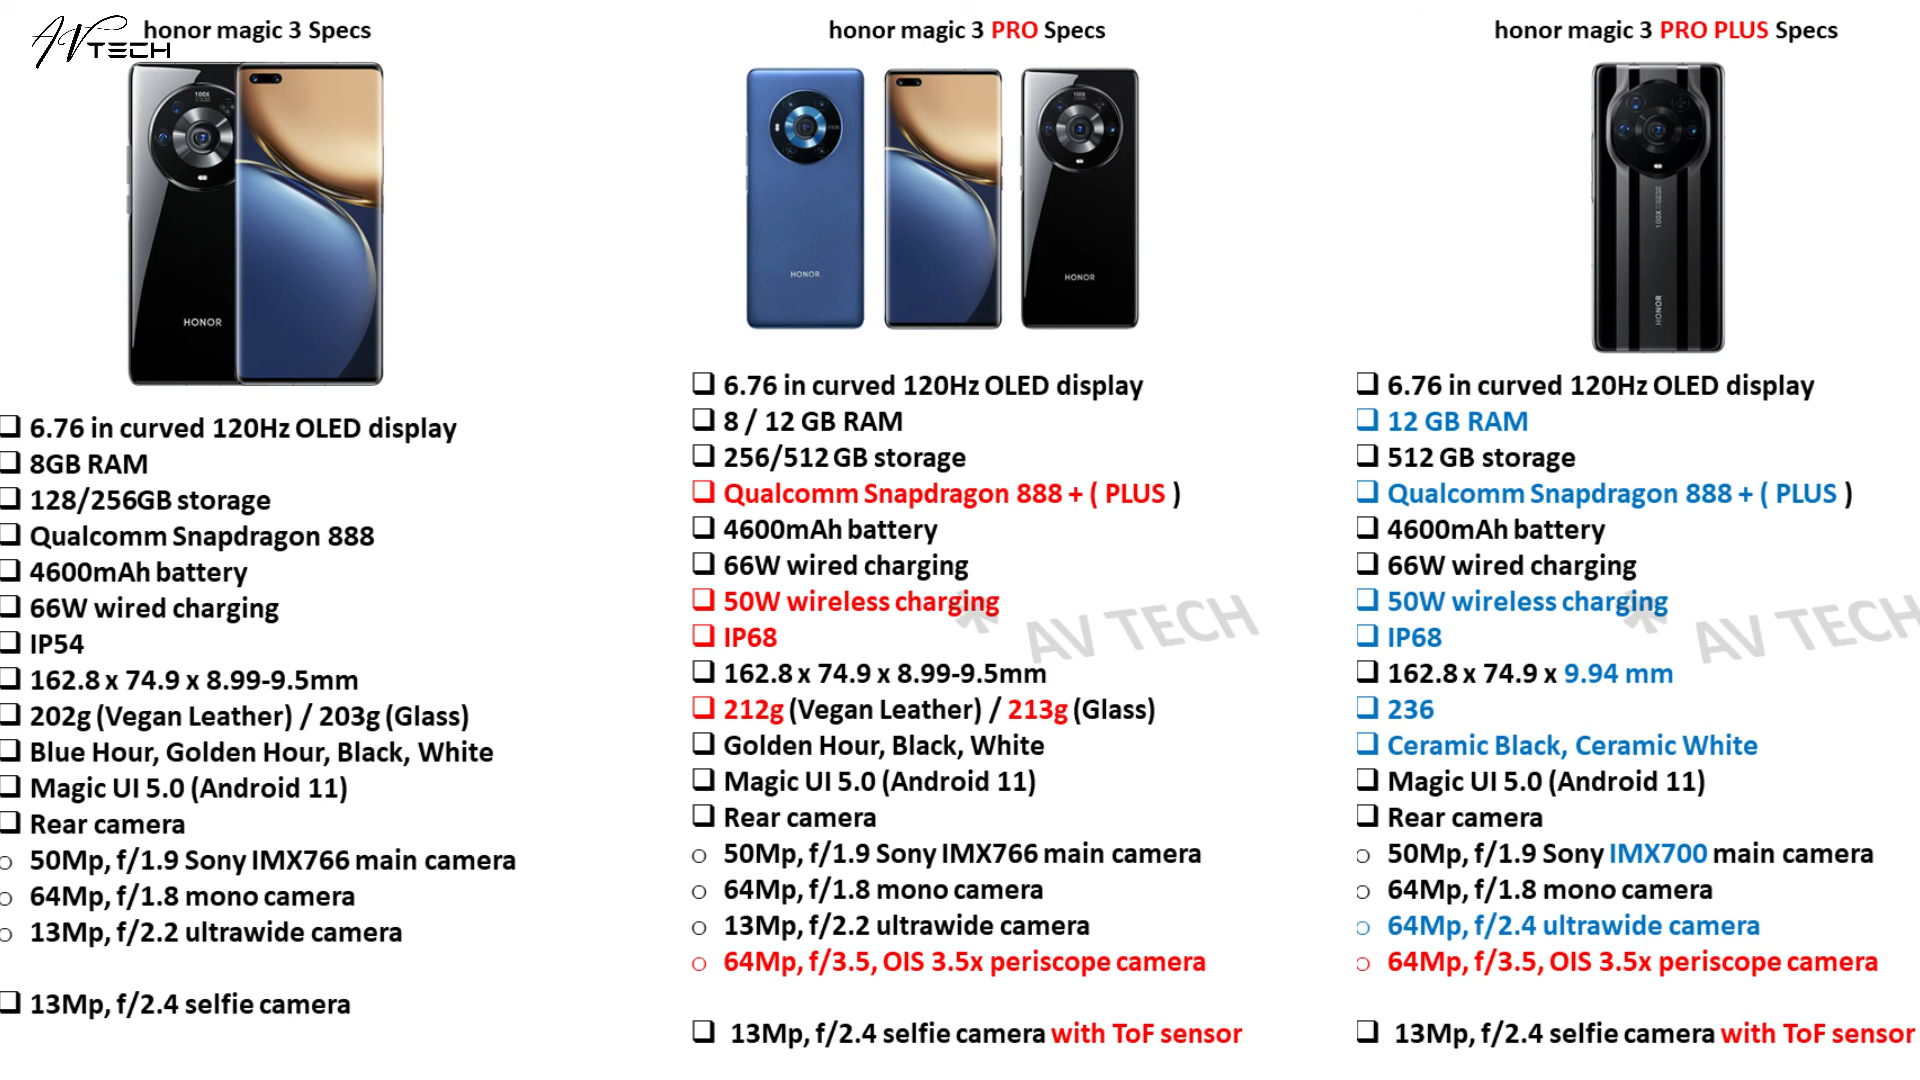 AV TECH
honor magic 3 Specs
HONOR
100X
6.76 in curved 120Hz OLED display
8GB RAM
128/256GB storage
Qualcomm Snapdragon 888
4600mAh battery
66W wired charging
IP54
162.8 x 74.9 x 8.99-9.5mm
202g (Vegan Leather) / 203g (Glass)
Blue Hour, Golden Hour, Black, White
Magic UI 5.0 (Android 11)
Rear camera
50Mp, f/1.9 Sony IMX766 main camera
64Mp, f/1.8 mono camera
13Mp, f/2.2 ultrawide camera
13Mp, f/2.4 selfie camera
honor magic 3 PRO Specs
HONOR
100X
HONOR
6.76 in curved 120Hz OLED display
8 / 12 GB RAM
256/512 GB storage
Qualcomm Snapdragon 888 + ( PLUS )
4600mAh battery
66W wired charging
50W wireless charging
IP68
162.8 x 74.9 x 8.99-9.5mm
212g (Vegan Leather) / 213g (Glass)
Golden Hour, Black, White
Magic UI 5.0 (Android 11)
Rear camera
50Mp, f/1.9 Sony IMX766 main camera
64Mp, f/1.8 mono camera
13Mp, f/2.2 ultrawide camera
64Mp, f/3.5, OIS 3.5x periscope camera
13Mp, f/2.4 selfie camera with ToF sensor
* AV TECH
honor magic 3 PRO PLUS Specs
100X
HONOR
6.76 in curved 120Hz OLED display
12 GB RAM
512 GB storage
Qualcomm Snapdragon 888 + ( PLUS )
4600mAh battery
66W wired charging
50W wireless charging
IP68
162.8 x 74.9 x 9.94 mm
236
Ceramic Black, Ceramic White
Magic UI 5.0 (Android 11)
Rear camera
50Mp, f/1.9 Sony IMX700 main camera
64Mp, f/1.8 mono camera
64Mp, f/2.4 ultrawide camera
64Mp, f/3.5, OIS 3.5x periscope camera
13Mp, f/2.4 selfie camera with ToF sensor
* AV TECH